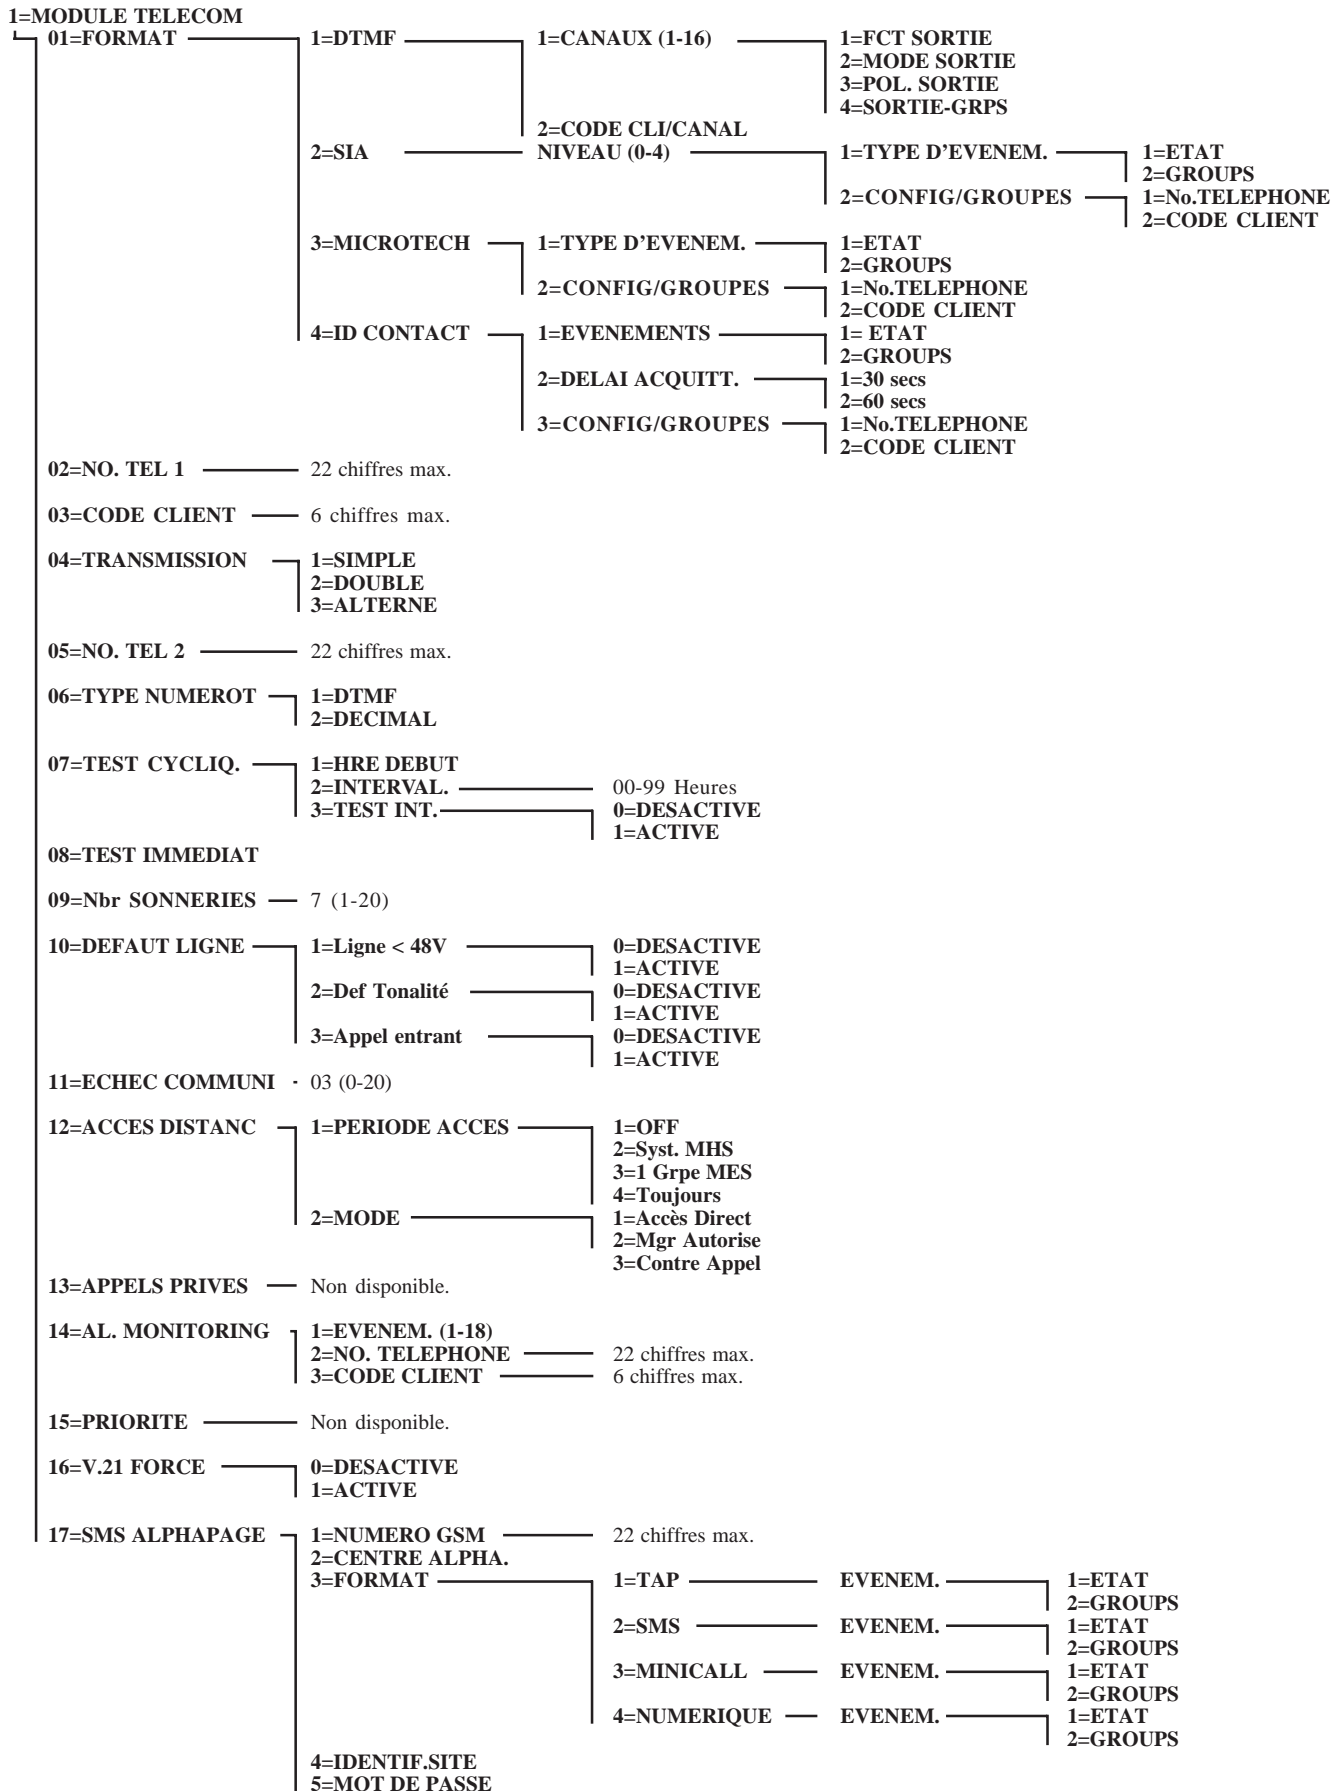 1=MODULE TELECOM
01=FORMAT 1=DTMF 1=CANAUX (1-16) 1=FCT SORTIE
2=MODE SORTIE
3=POL. SORTIE
4=SORTIE-GRPS
2=CODE CLI/CANAL
2=SIA NIVEAU (0-4) 1=TYPE D'EVENEM. 1=ETAT
2=GROUPS
2=CONFIG/GROUPES 1=No.TELEPHONE
2=CODE CLIENT
3=MICROTECH 1=TYPE D'EVENEM. 1=ETAT
2=GROUPS
2=CONFIG/GROUPES 1=No.TELEPHONE
2=CODE CLIENT
4=ID CONTACT 1=EVENEMENTS 1= ETAT
2=GROUPS
2=DELAI ACQUITT. 1=30 secs
2=60 secs
3=CONFIG/GROUPES 1=No.TELEPHONE
2=CODE CLIENT
02=NO. TEL 1 22 chiffres max.
03=CODE CLIENT 6 chiffres max.
04=TRANSMISSION 1=SIMPLE
2=DOUBLE
3=ALTERNE
05=NO. TEL 2 22 chiffres max.
06=TYPE NUMEROT 1=DTMF
2=DECIMAL
07=TEST CYCLIQ. 1=HRE DEBUT
2=INTERVAL. 00-99 Heures
3=TEST INT. 0=DESACTIVE
1=ACTIVE
08=TEST IMMEDIAT
09=Nbr SONNERIES 7 (1-20)
10=DEFAUT LIGNE 1=Ligne < 48V 0=DESACTIVE
1=ACTIVE
2=Def Tonalité 0=DESACTIVE
1=ACTIVE
3=Appel entrant 0=DESACTIVE
1=ACTIVE
11=ECHEC COMMUNI 03 (0-20)
12=ACCES DISTANC 1=PERIODE ACCES 1=OFF
2=Syst. MHS
3=1 Grpe MES
4=Toujours
2=MODE 1=Accès Direct
2=Mgr Autorise
3=Contre Appel
13=APPELS PRIVES Non disponible.
14=AL. MONITORING 1=EVENEM. (1-18)
2=NO. TELEPHONE 22 chiffres max.
3=CODE CLIENT 6 chiffres max.
15=PRIORITE Non disponible.
16=V.21 FORCE 0=DESACTIVE
1=ACTIVE
17=SMS ALPHAPAGE 1=NUMERO GSM 22 chiffres max.
2=CENTRE ALPHA.
3=FORMAT 1=TAP EVENEM. 1=ETAT
2=GROUPS
2=SMS EVENEM. 1=ETAT
2=GROUPS
3=MINICALL EVENEM. 1=ETAT
2=GROUPS
4=NUMERIQUE EVENEM. 1=ETAT
2=GROUPS
4=IDENTIF.SITE
5=MOT DE PASSE